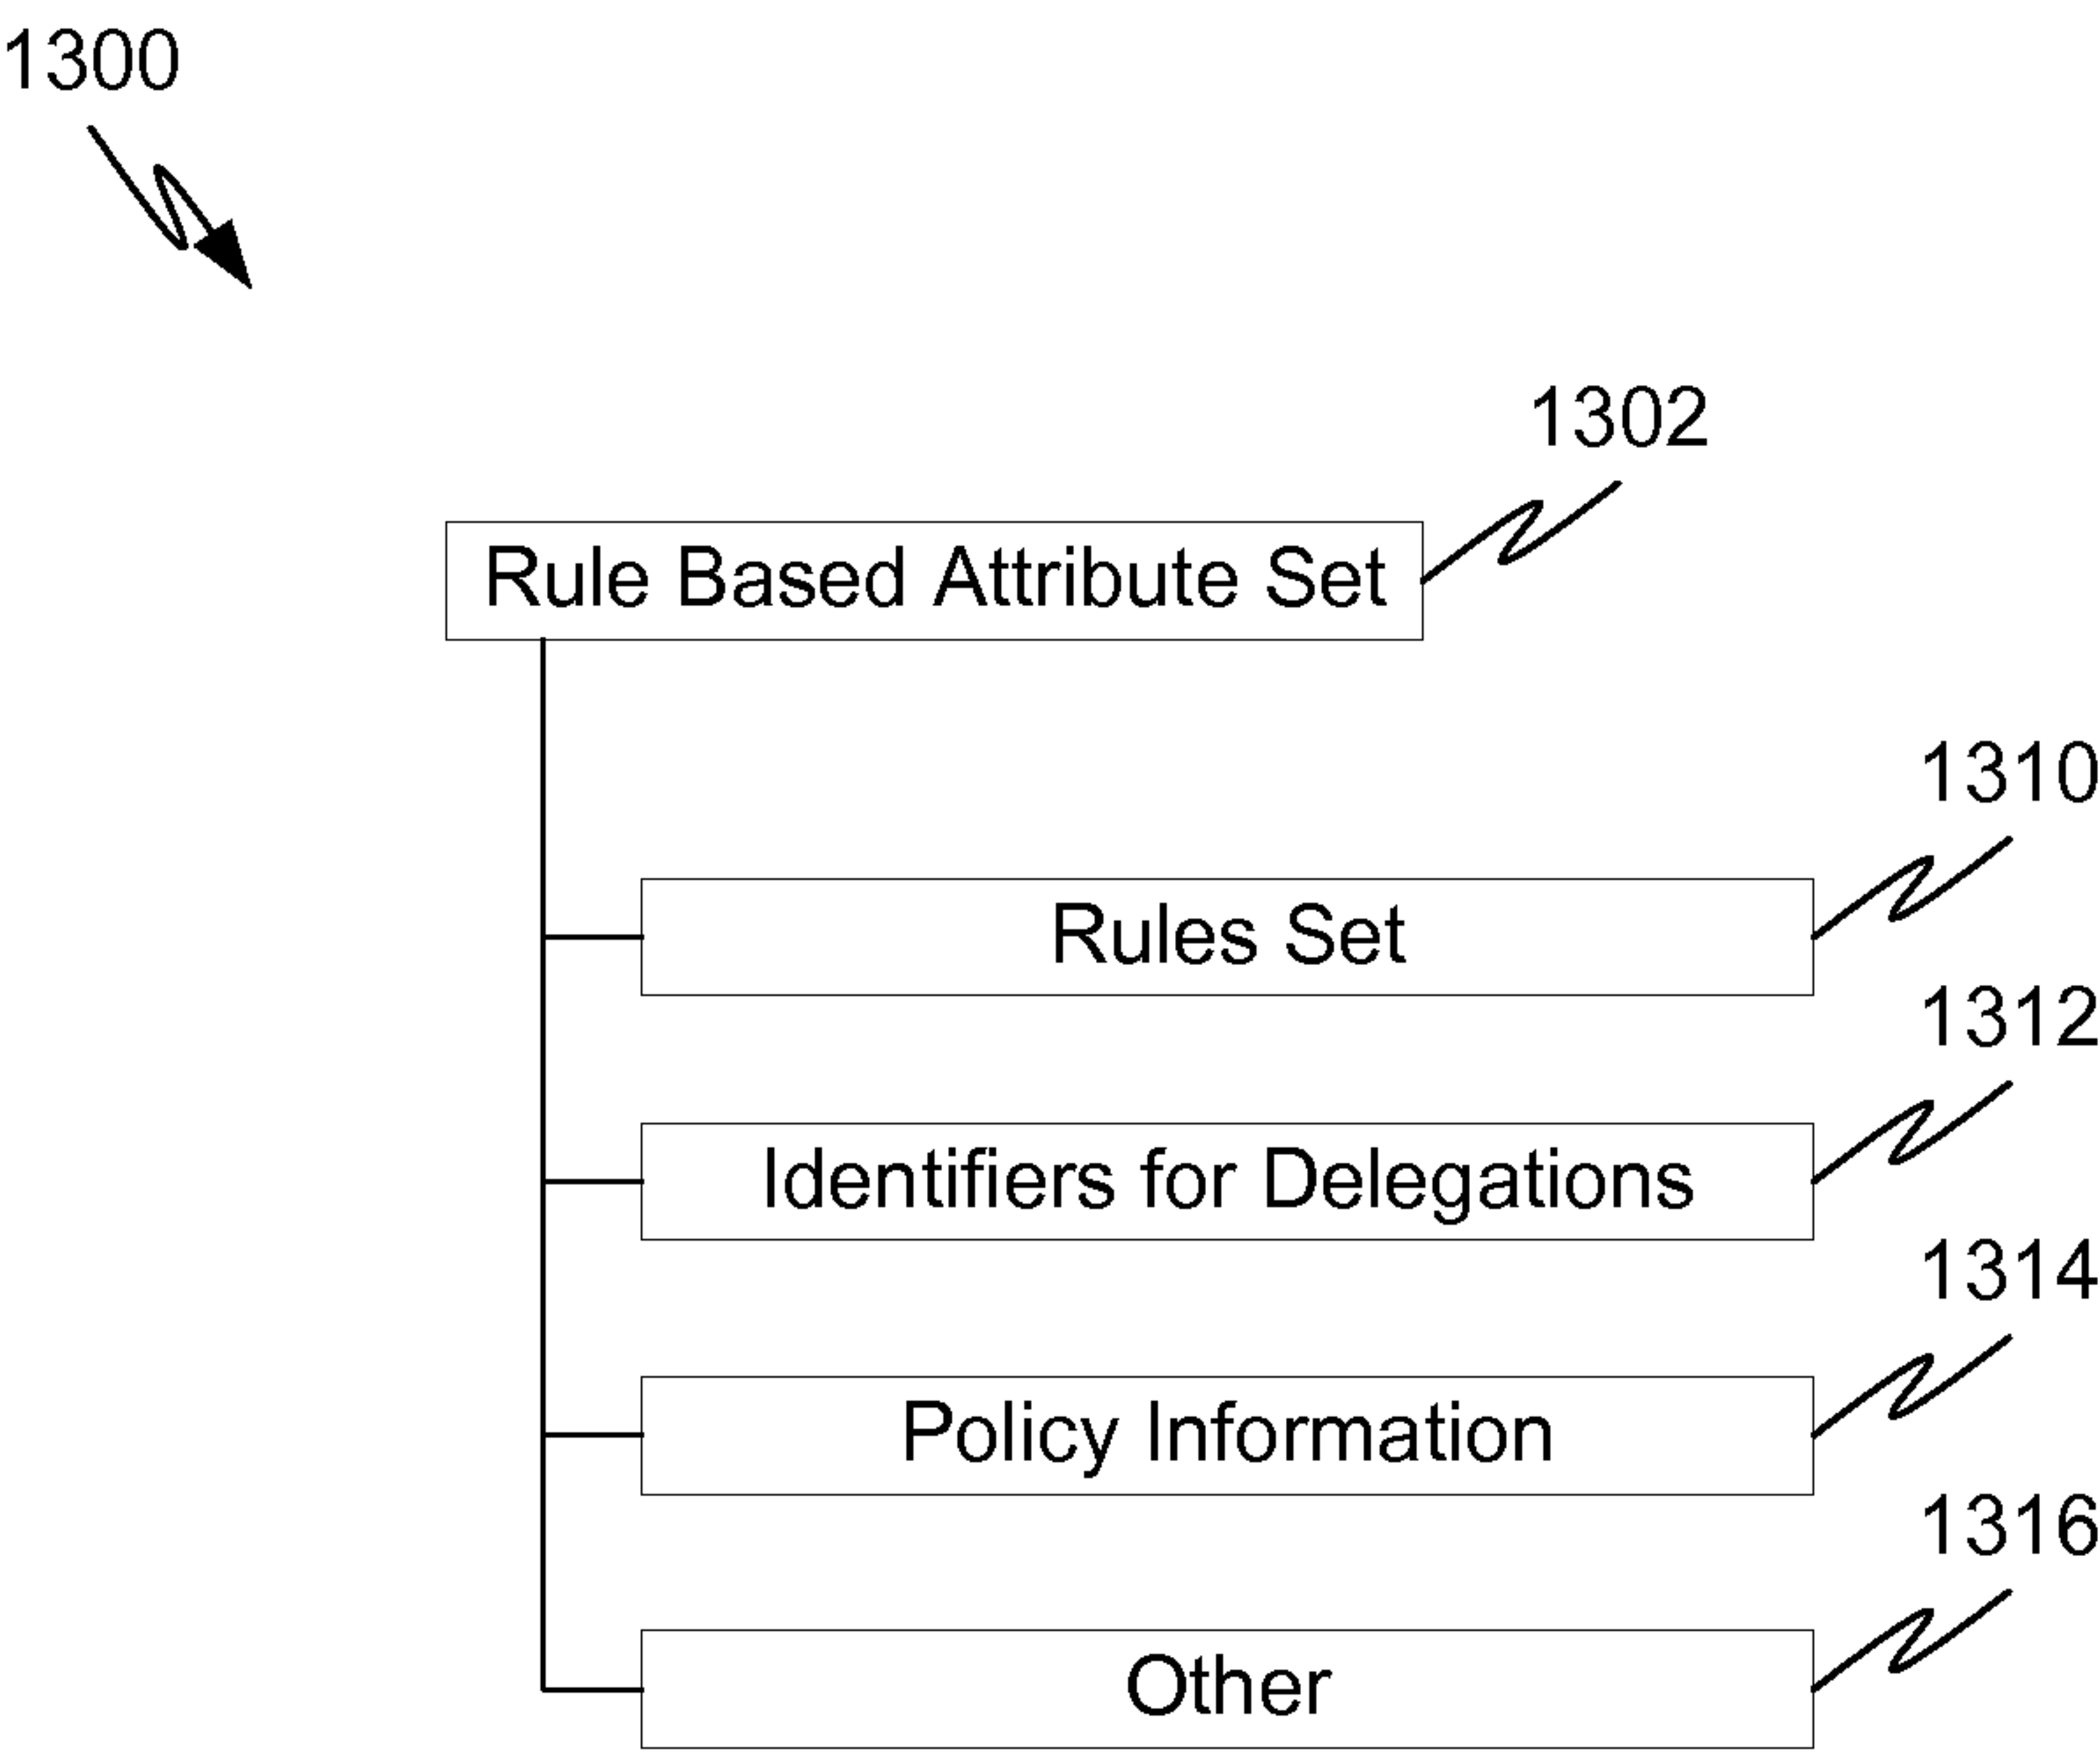 1300
1302
Rule Based Attribute Set
1310
Rules Set
1312
Identifiers for Delegations
1314
Policy Information
1316
Other